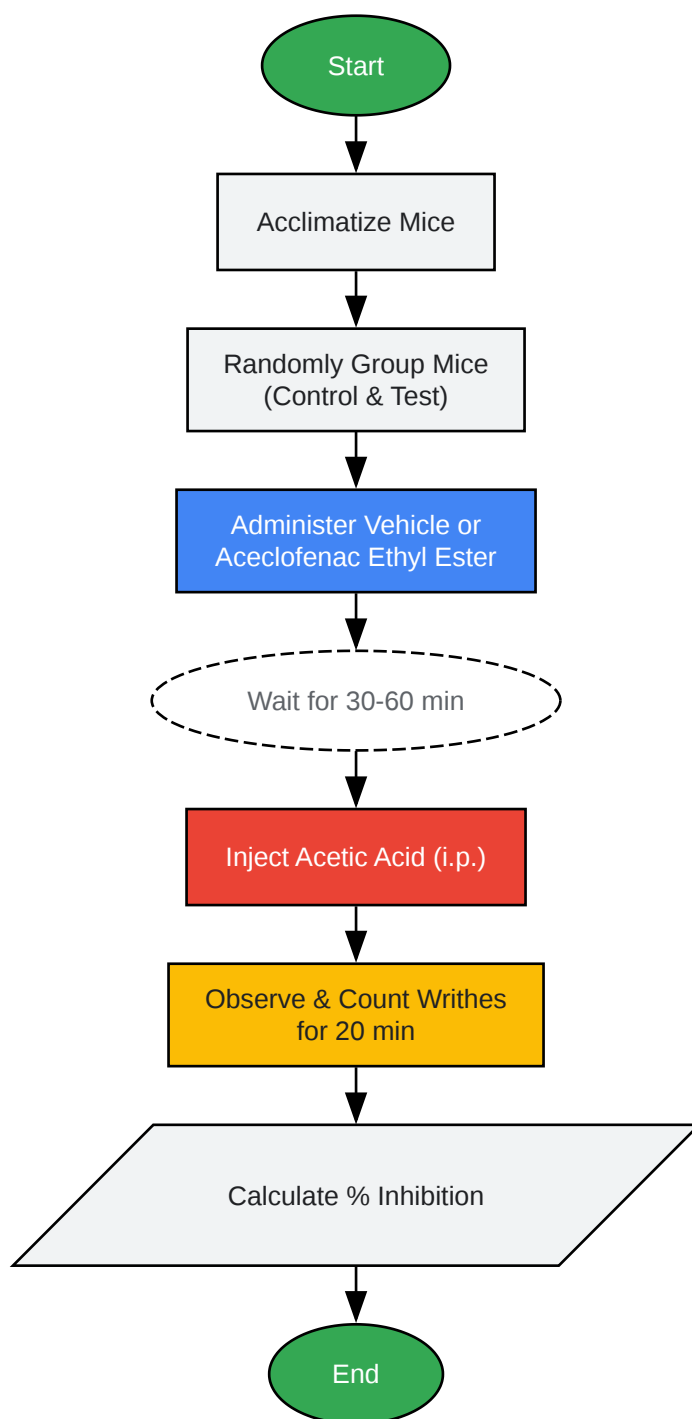 Start
Acclimatize Mice
Randomly Group Mice
(Control & Test)
Administer Vehicle or
Aceclofenac Ethyl Ester
Wait for 30-60 min
Inject Acetic Acid (i.p.)
Observe & Count Writhes
for 20 min
Calculate % Inhibition
End